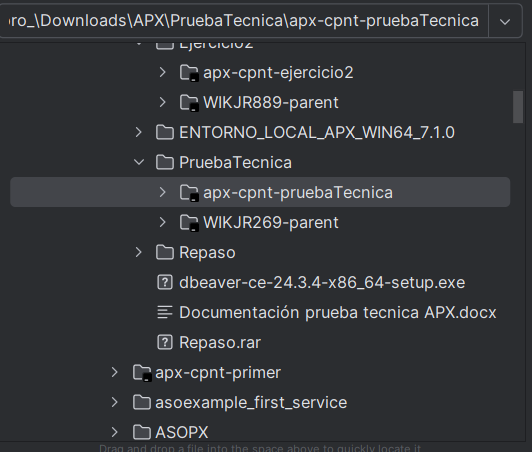 oro_\Downloads\APX\PruebaTecnica\apx-cpnt-pruebaTecnica
Ejercicio2
apx-cpnt-ejercicio2
WIKJR889-parent
ENTORNO_LOCAL_APX_WIN64_7.1.0
PruebaTecnica
apx-cpnt-pruebaTecnica
WIKJR269-parent
Repaso
dbeaver-ce-24.3.4-x86_64-setup.exe
Documentación prueba tecnica APX.docx
Repaso.rar
apx-cpnt-primer
asoexample_first_service
ASOPX
Drag and drop a file into the space above to quickly locate it